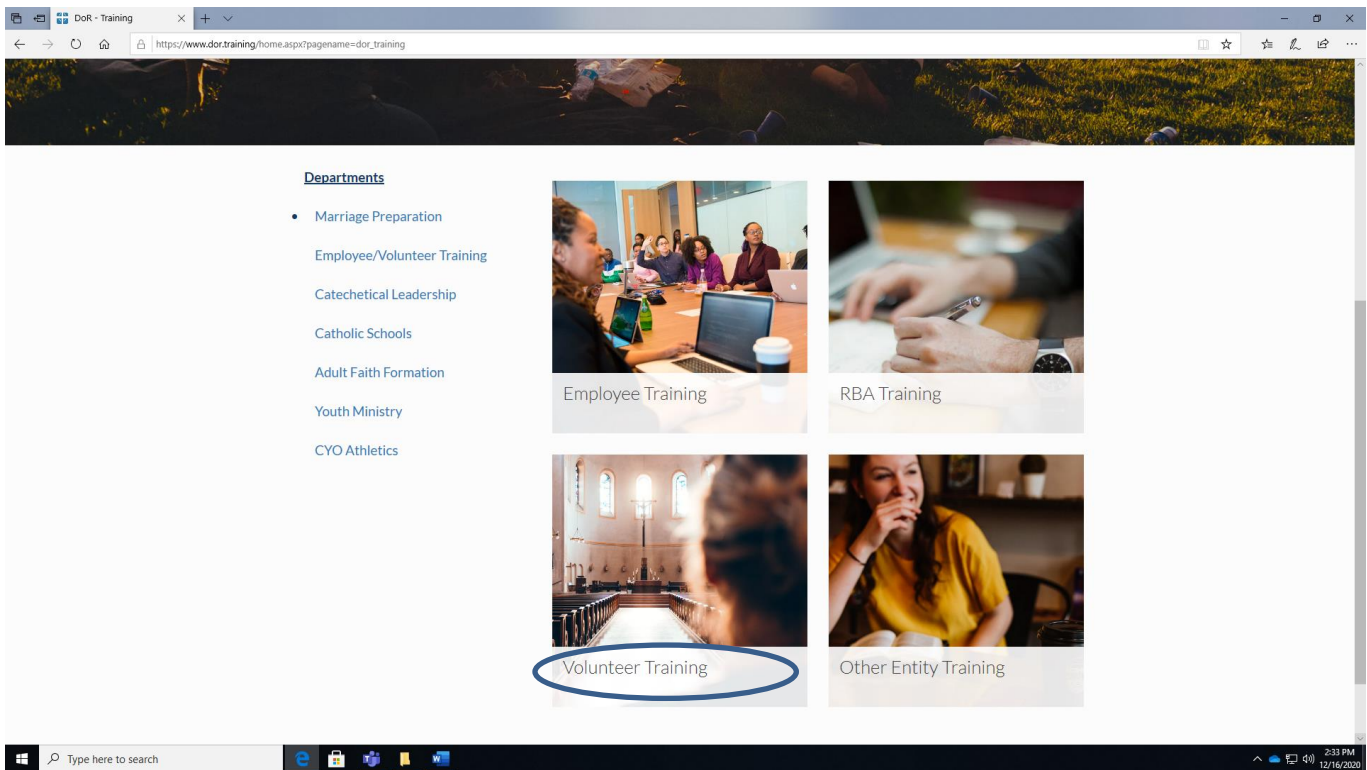 DoR - Training
https://www.dor.training/home.aspx?pagename=dor_training
Departments
Marriage Preparation
Employee/Volunteer Training
Catechetical Leadership
Catholic Schools
Adult Faith Formation
Youth Ministry
CYO Athletics
Employee Training
RBA Training
Volunteer Training
Other Entity Training
Type here to search
2:33 PM
12/16/2020